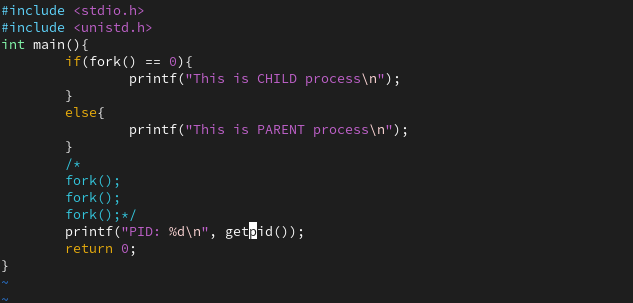 #include <stdio.h>
#include <unistd.h>
int main(){
        if(fork() == 0){
                printf("This is CHILD process\n");
        }
        else{
                printf("This is PARENT process\n");
        }
        /*
        fork();
        fork();
        fork();*/
        printf("PID: %d\n", getpid());
        return 0;
}
~
~